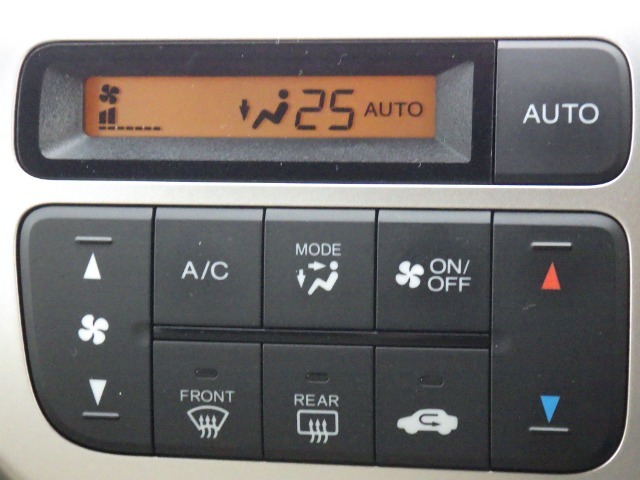 25 AUTO
AUTO
A/C
MODE
ON/
OFF
FRONT
REAR